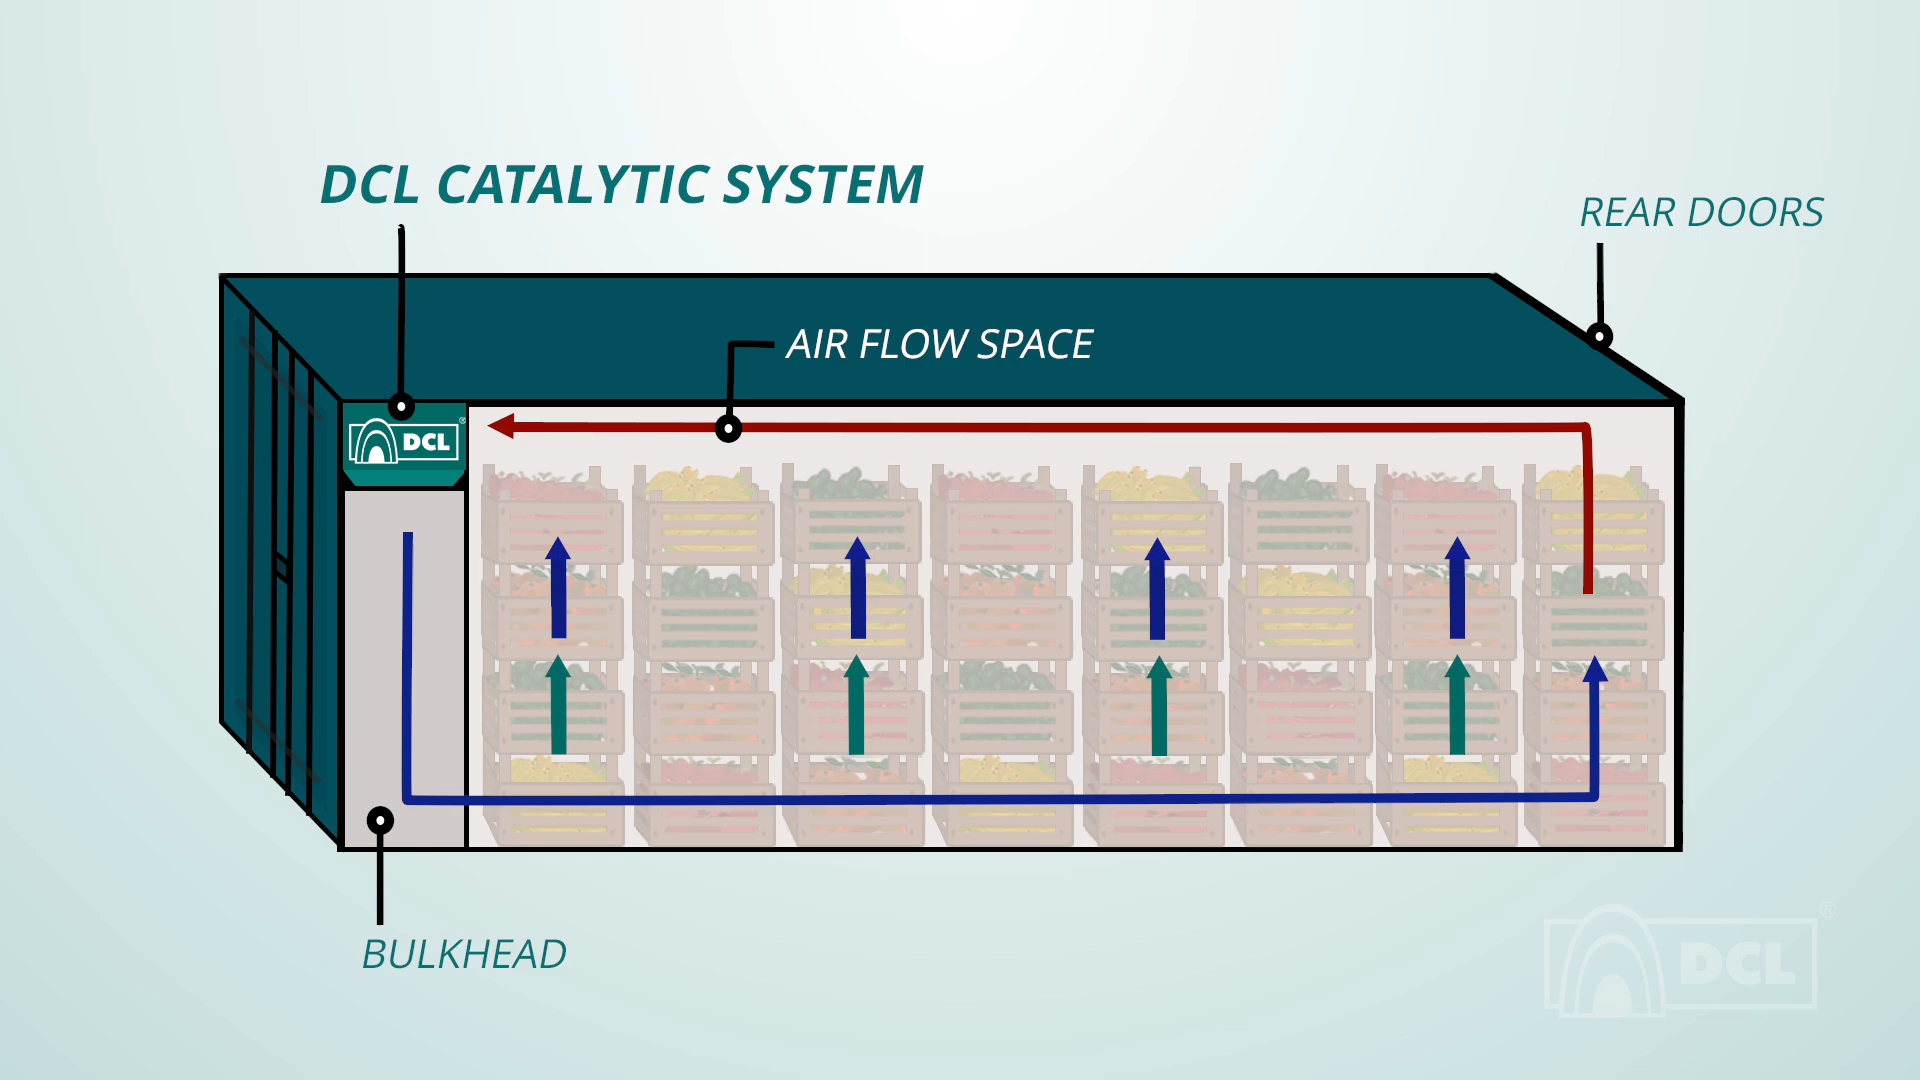 DCL CATALYTIC SYSTEM
REAR DOORS
AIR FLOW SPACE
DCL®
BULKHEAD
DCL®